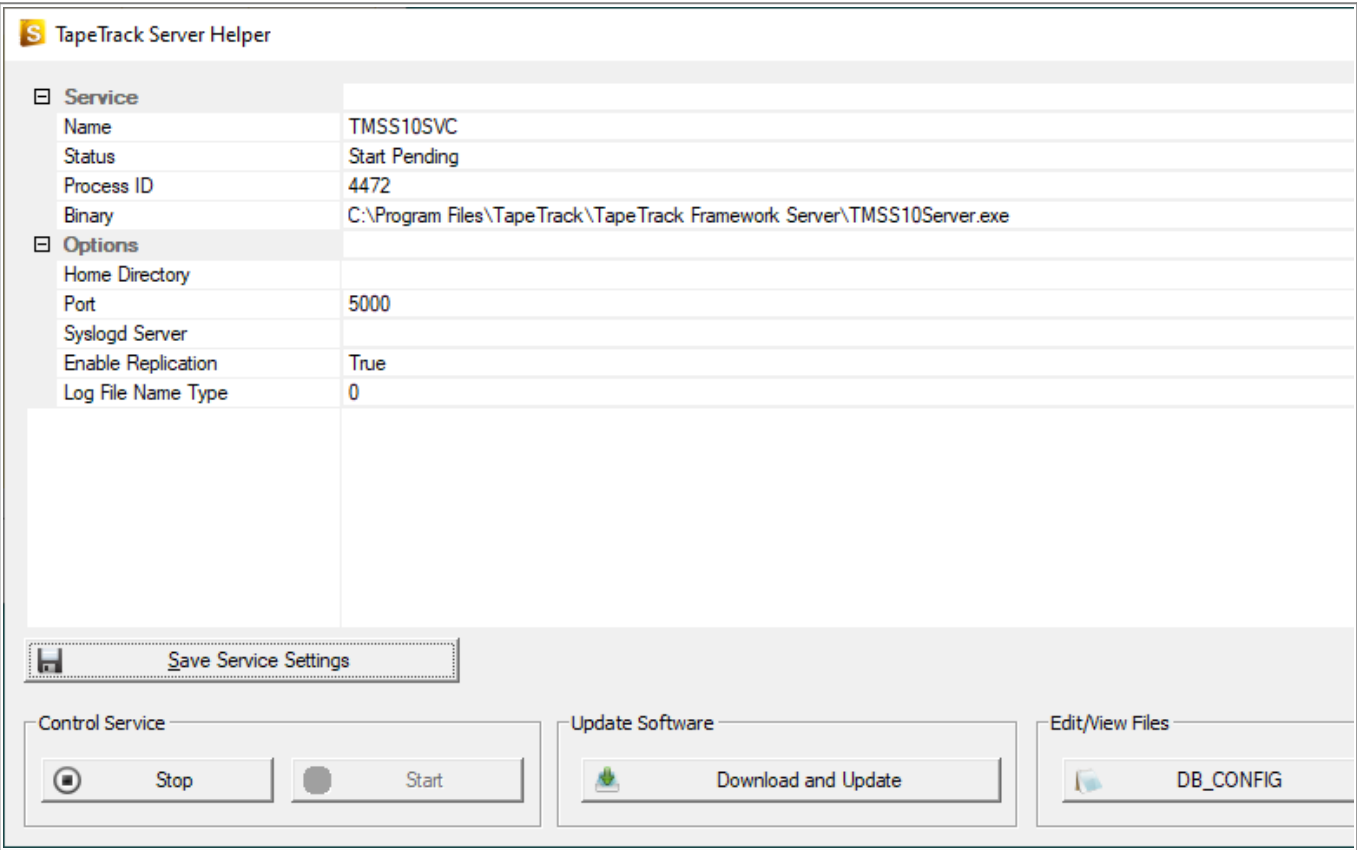 TapeTrack Server Helper
Service
Name TMSS10SVC
Status Start Pending
Process ID 4472
Binary C:\Program Files\TapeTrack\TapeTrack Framework Server\TMSS10Server.exe
Options
Home Directory
Port 5000
Syslogd Server
Enable Replication True
Log File Name Type 0
Save Service Settings
Control Service Update Software Edit/View Files
Stop Start Download and Update DB_CONFIG